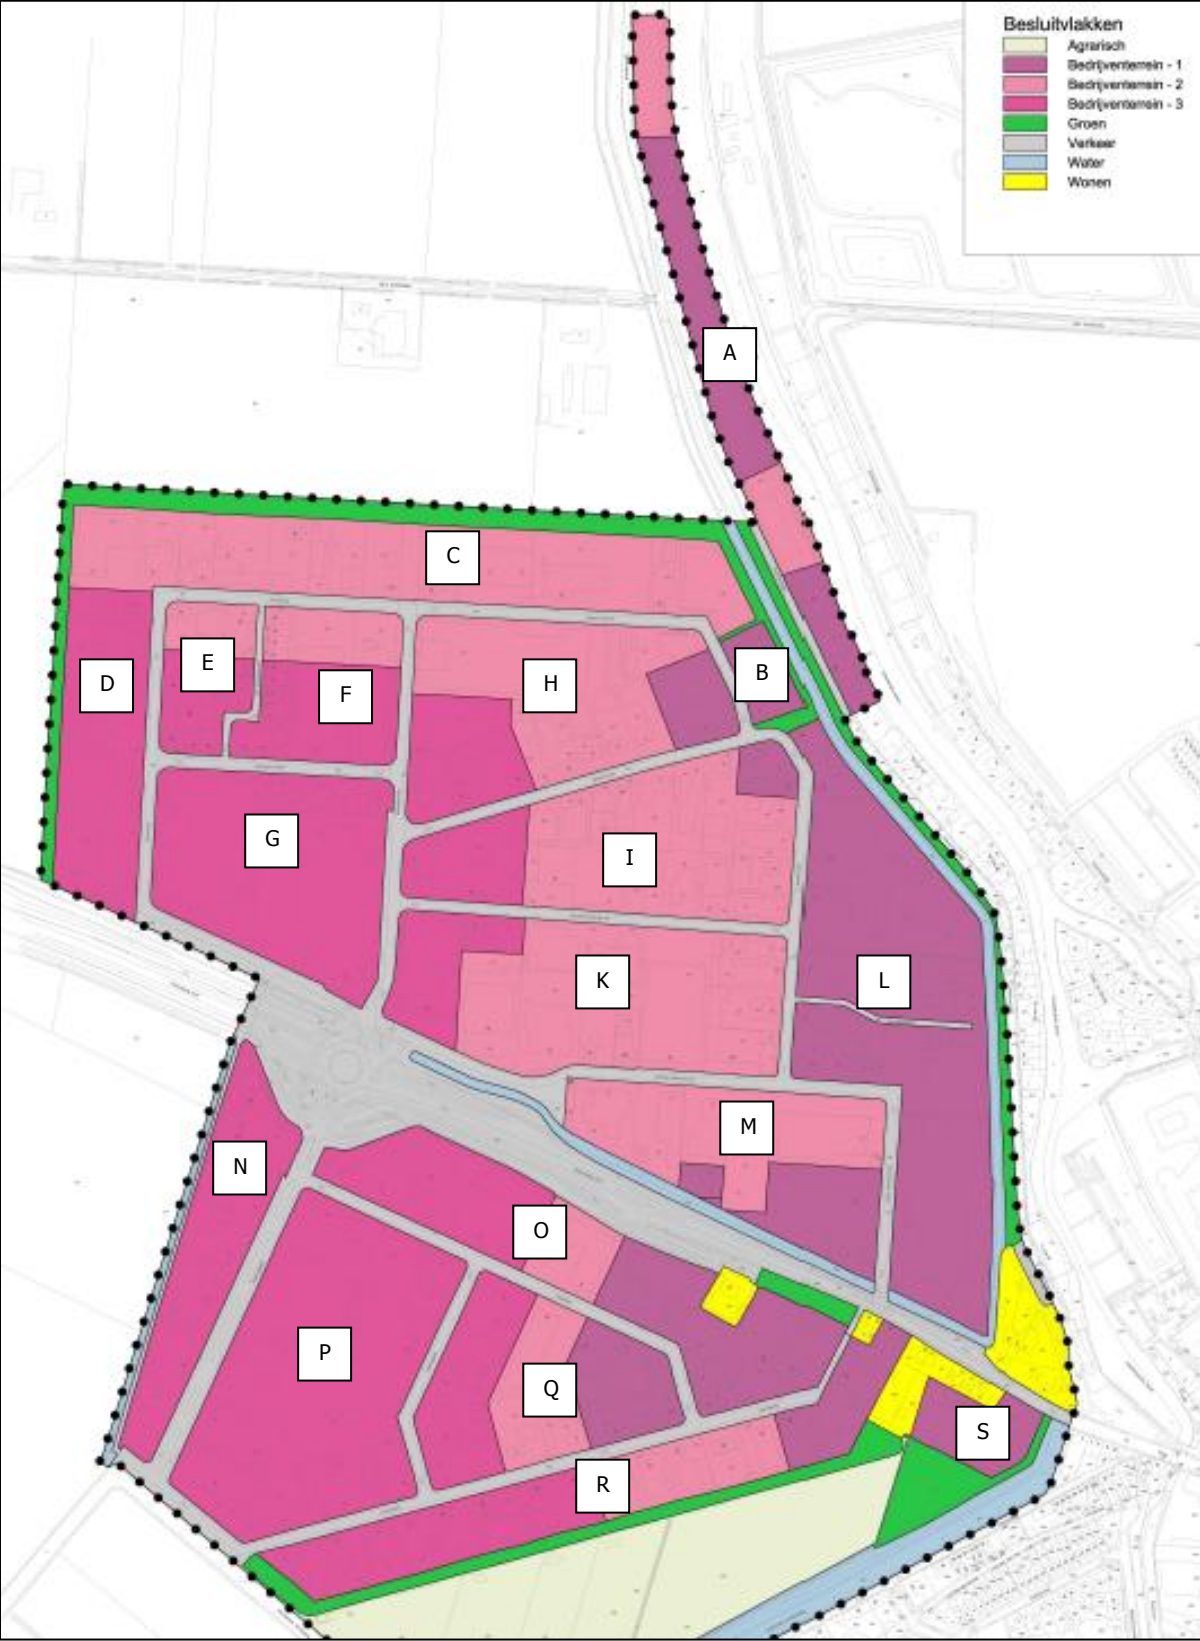 Besluitvlakken
Agrarisch
Bedrijventerrein - 1
Bedrijventerrein - 2
Bedrijventerrein - 3
Groen
Verkeer
Water
Wonen
A
C
B
E
D
F
H
G
I
K
L
M
N
O
P
Q
S
R